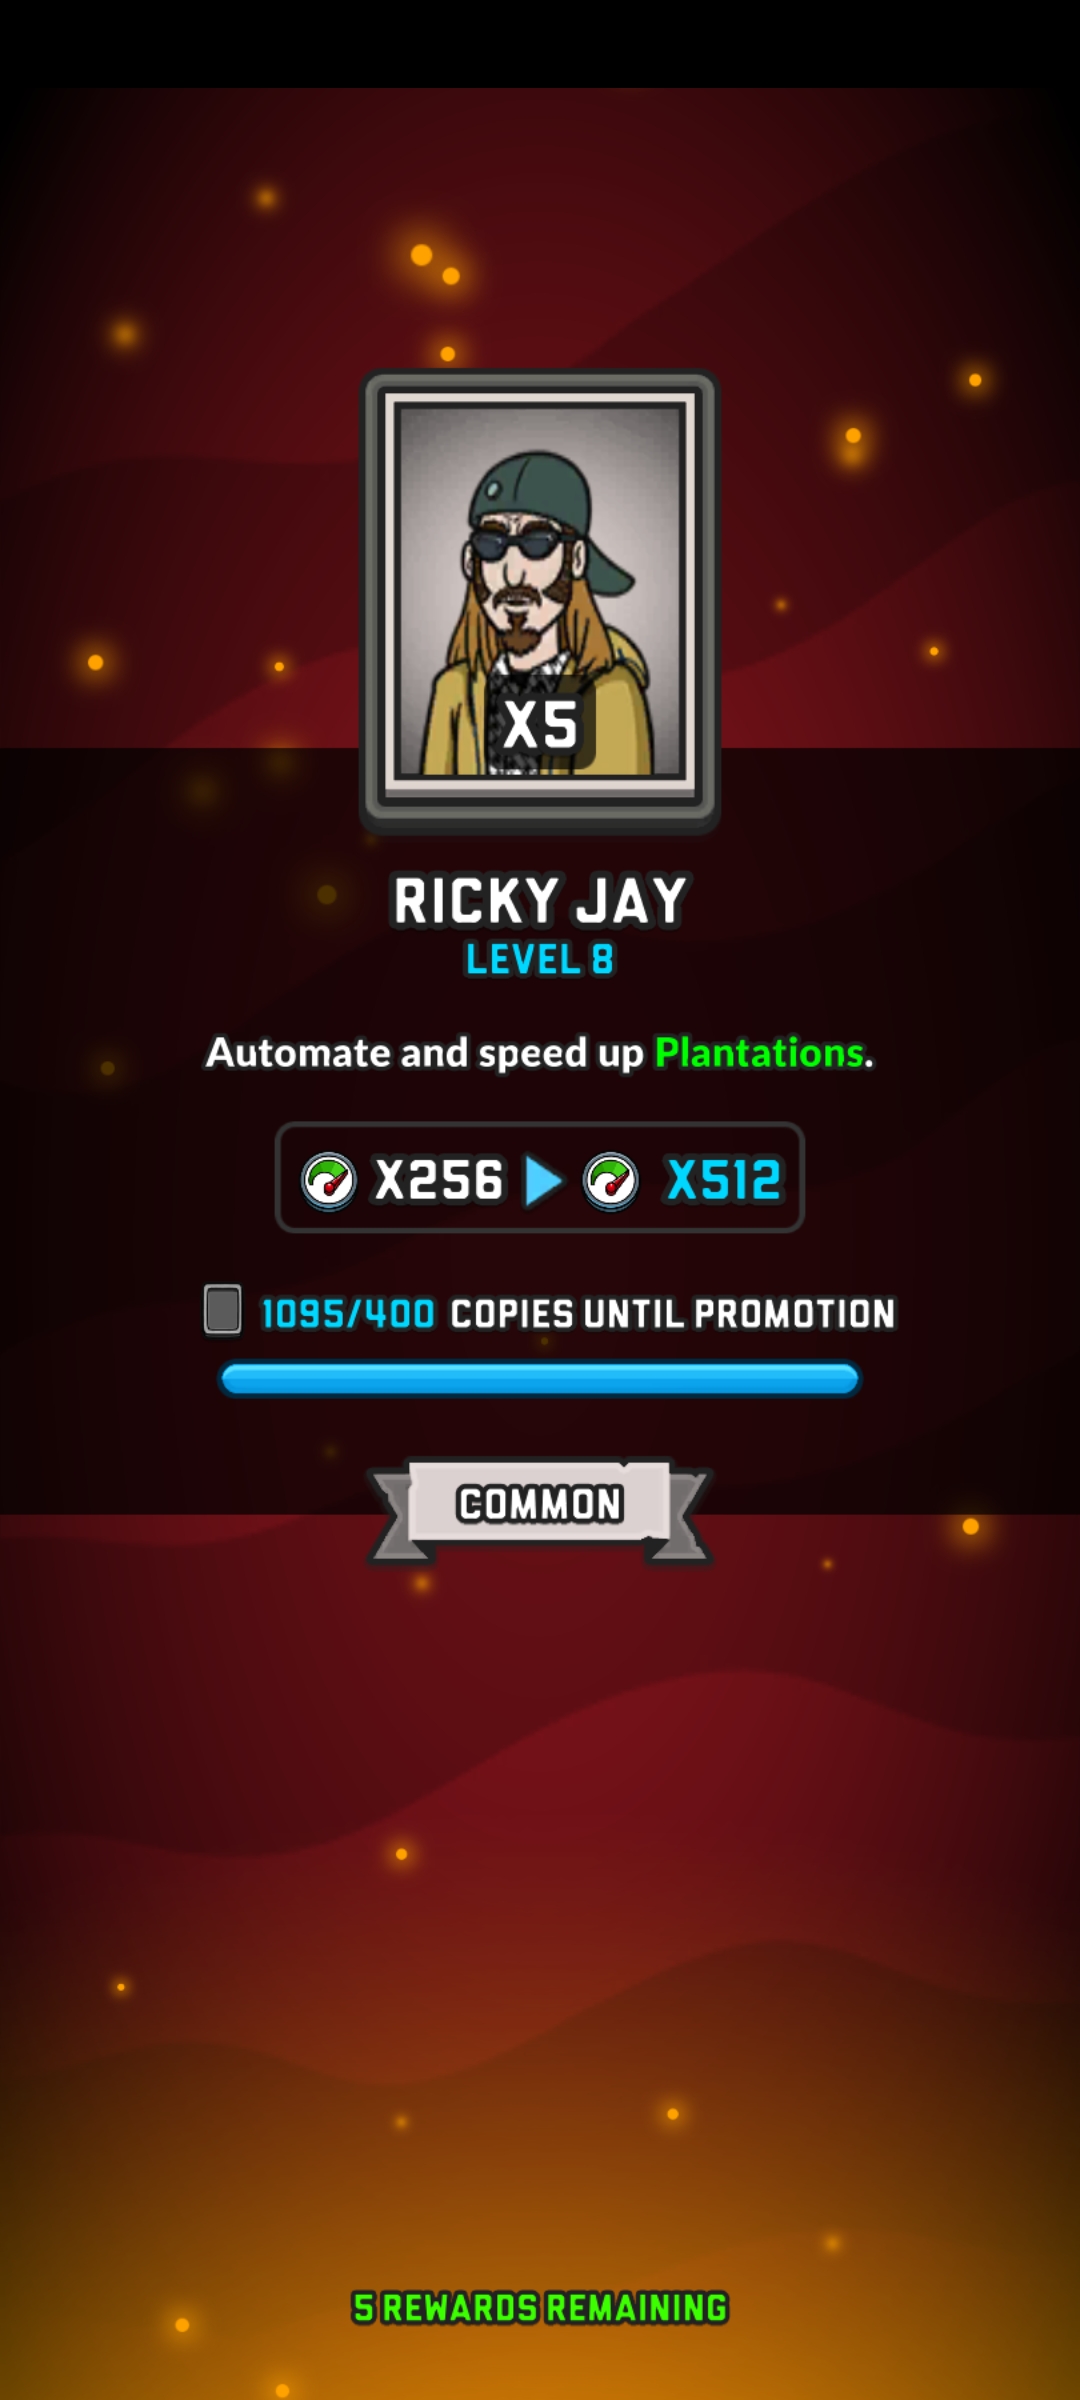 X5
RICKY JAY
LEVEL 8
Automate and speed up Plantations.
X256 X512
1095/400 COPIES UNTIL PROMOTION
COMMON
5 REWARDS REMAINING